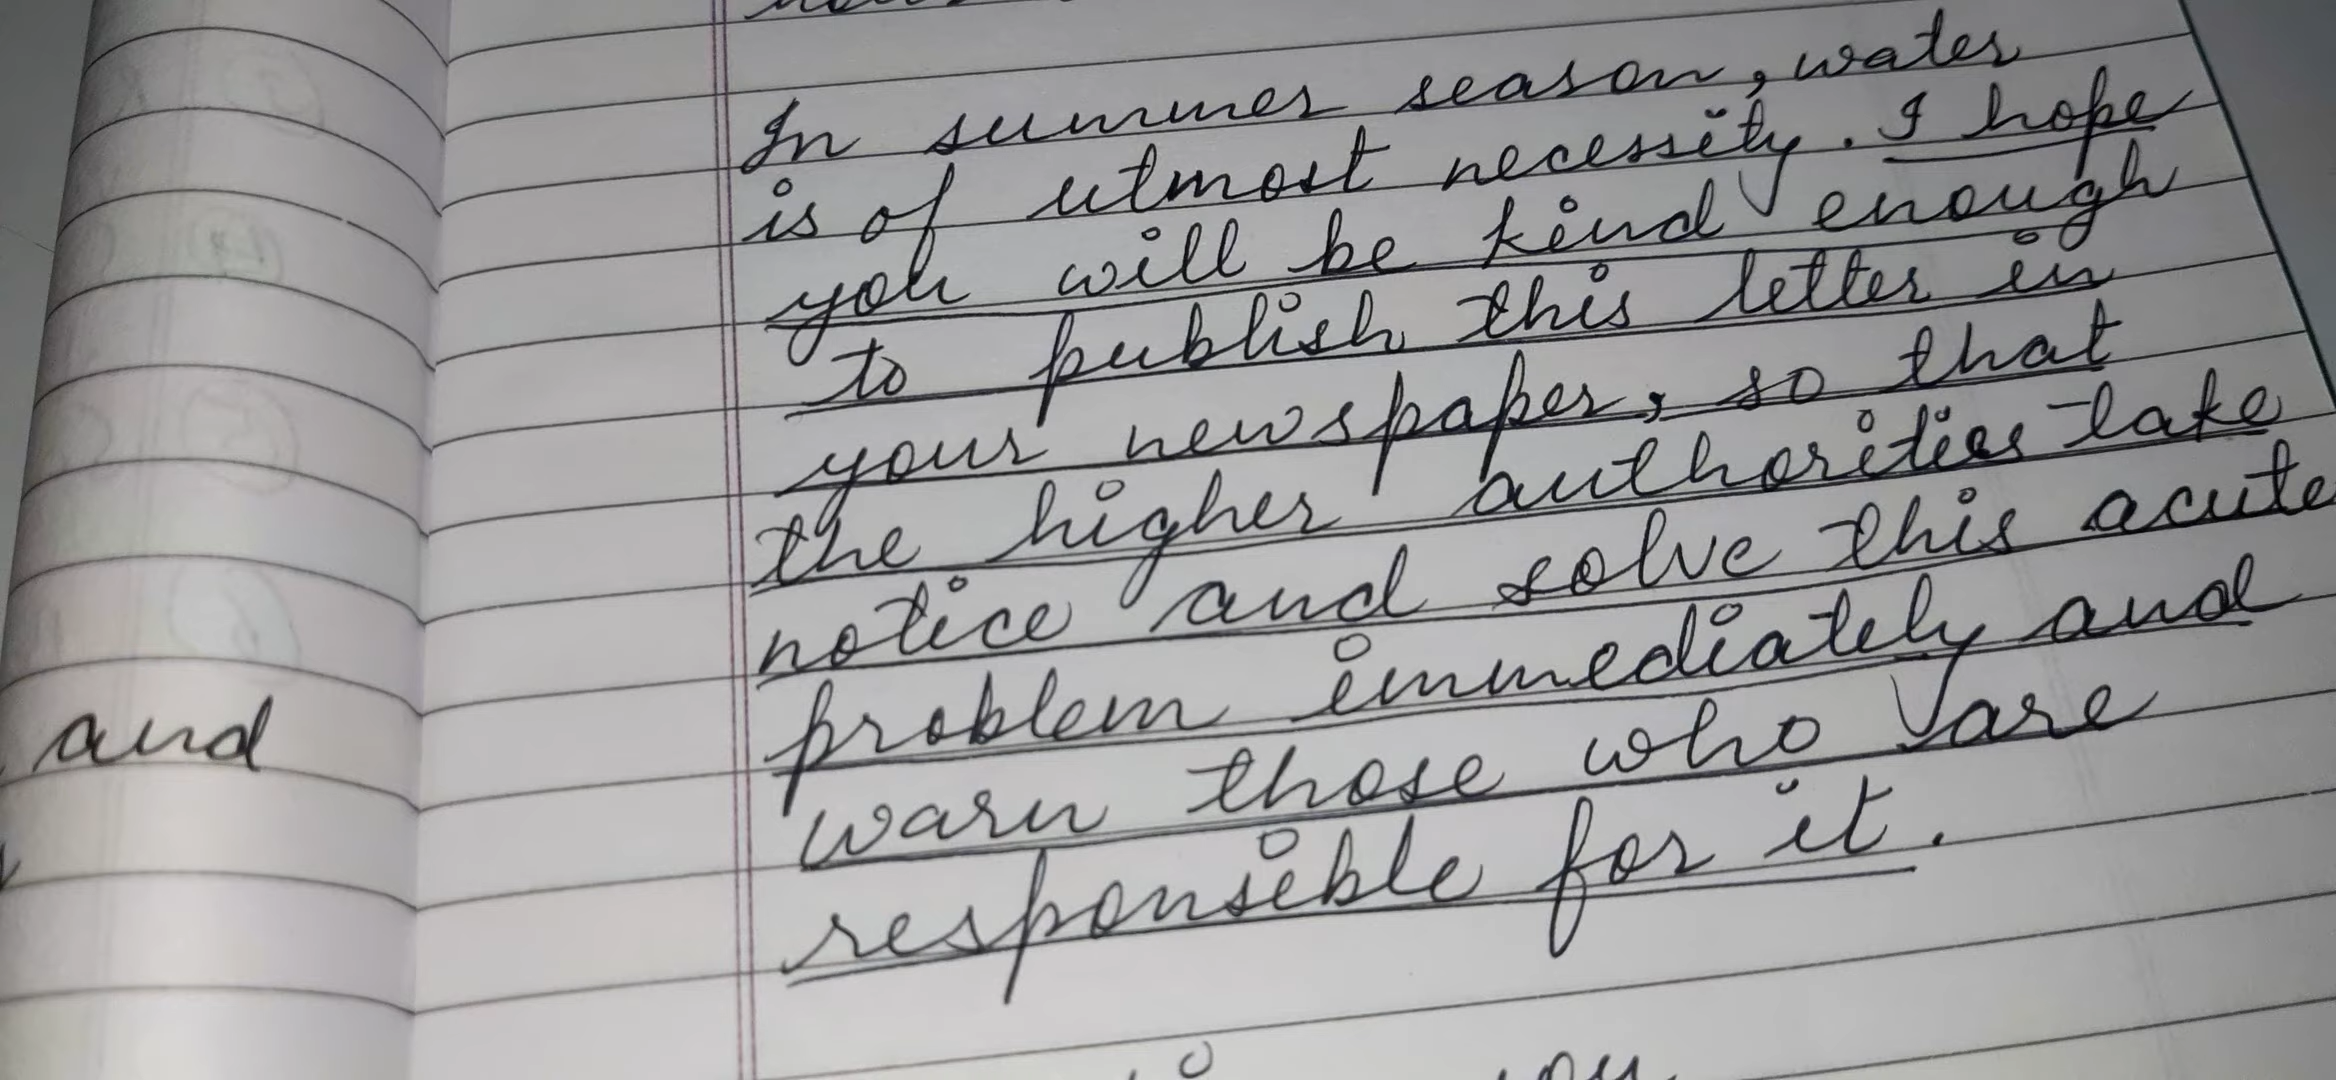 In summer season, water
is of utmost necessity. I hope
you will be kind enough
to publish this letter in
your newspaper, so that
the higher authorities take
notice and solve this acute
problem immediately and
and
warn those who are
responsible for it.